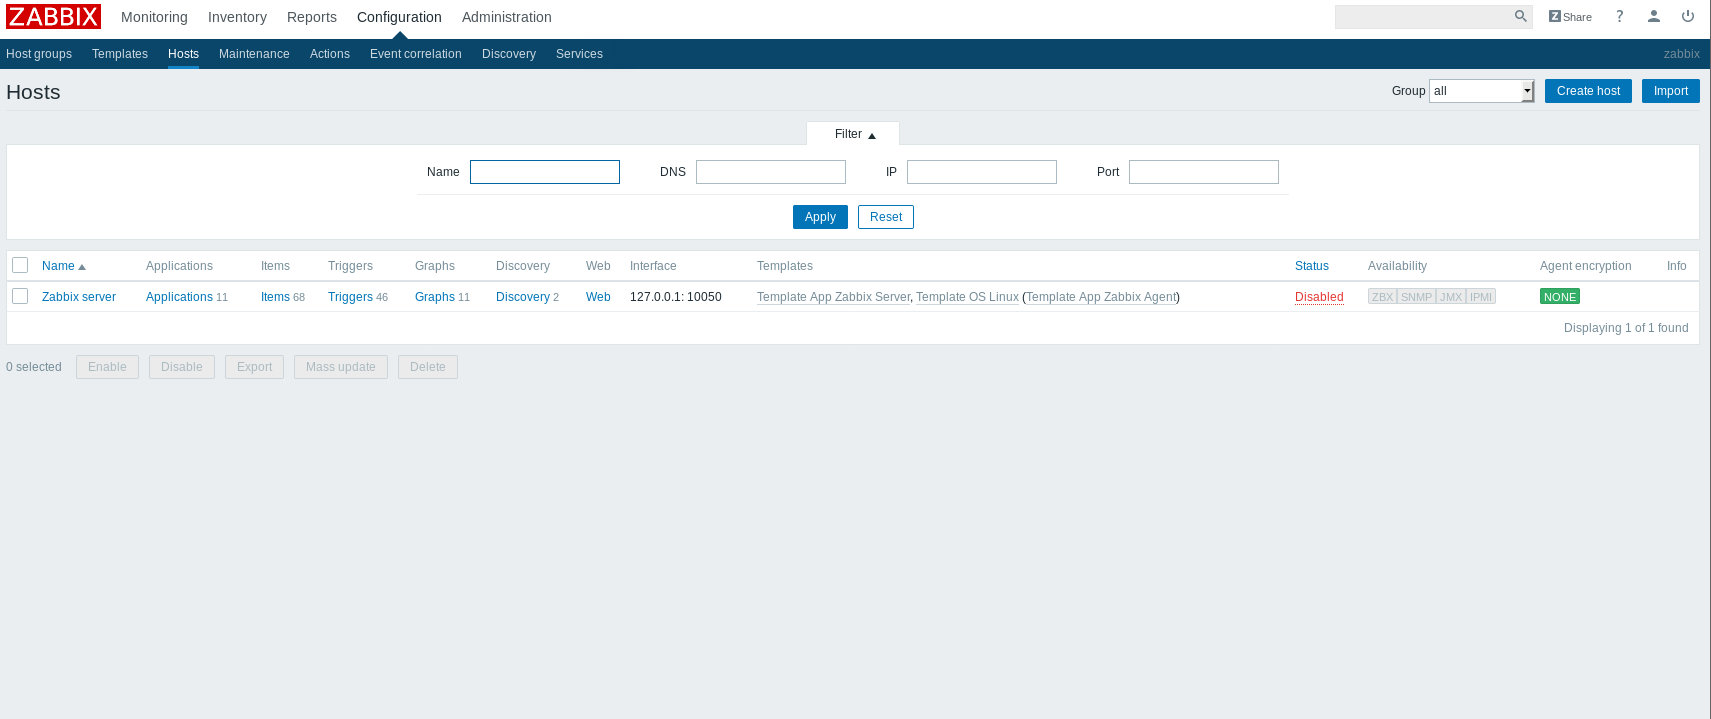 ZABBIX Monitoring Inventory Reports Configuration Administration Z Share ?
Host groups Templates Hosts Maintenance Actions Event correlation Discovery Services zabbix
Hosts Group all Create host Import
Filter
Name DNS IP Port
Apply Reset
Name Applications Items Triggers Graphs Discovery Web Interface Templates Status Availability Agent encryption Info
Zabbix server Applications 11 Items 68 Triggers 46 Graphs 11 Discovery 2 Web 127.0.0.1: 10050 Template App Zabbix Server, Template OS Linux (Template App Zabbix Agent) Disabled ZBX SNMP JMX IPMI NONE
Displaying 1 of 1 found
0 selected Enable Disable Export Mass update Delete